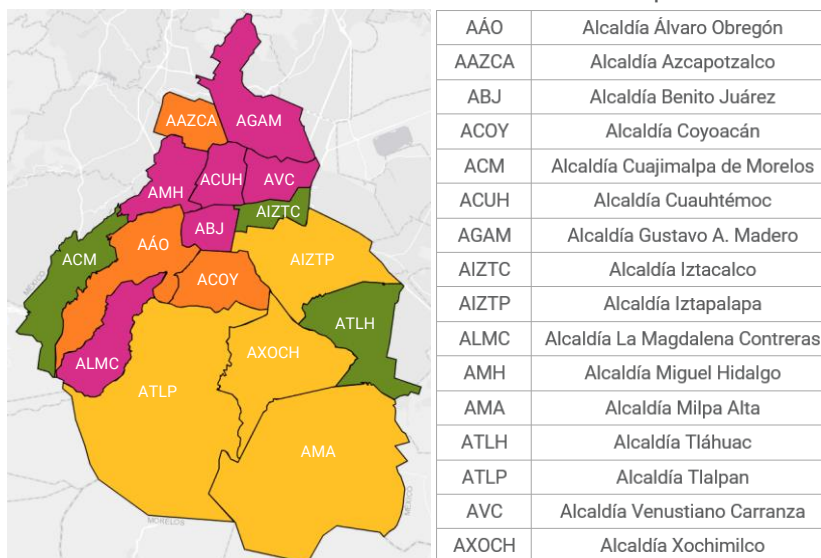 AAZCA
AGAM
AMH
ACUH
AVC
AIZTC
ABJ
AÁO
ACM
AIZTP
ACOY
ATLH
ALMC
AXOCH
ATLP
AMA
MÉXICO
MÉXICO
MORELOS
AÁO Alcaldía Álvaro Obregón
AAZCA Alcaldía Azcapotzalco
ABJ Alcaldía Benito Juárez
ACOY Alcaldía Coyoacán
ACM Alcaldía Cuajimalpa de Morelos
ACUH Alcaldía Cuauhtémoc
AGAM Alcaldía Gustavo A. Madero
AIZTC Alcaldía Iztacalco
AIZTP Alcaldía Iztapalapa
ALMC Alcaldía La Magdalena Contreras
AMH Alcaldía Miguel Hidalgo
AMA Alcaldía Milpa Alta
ATLH Alcaldía Tláhuac
ATLP Alcaldía Tlalpan
AVC Alcaldía Venustiano Carranza
AXOCH Alcaldía Xochimilco